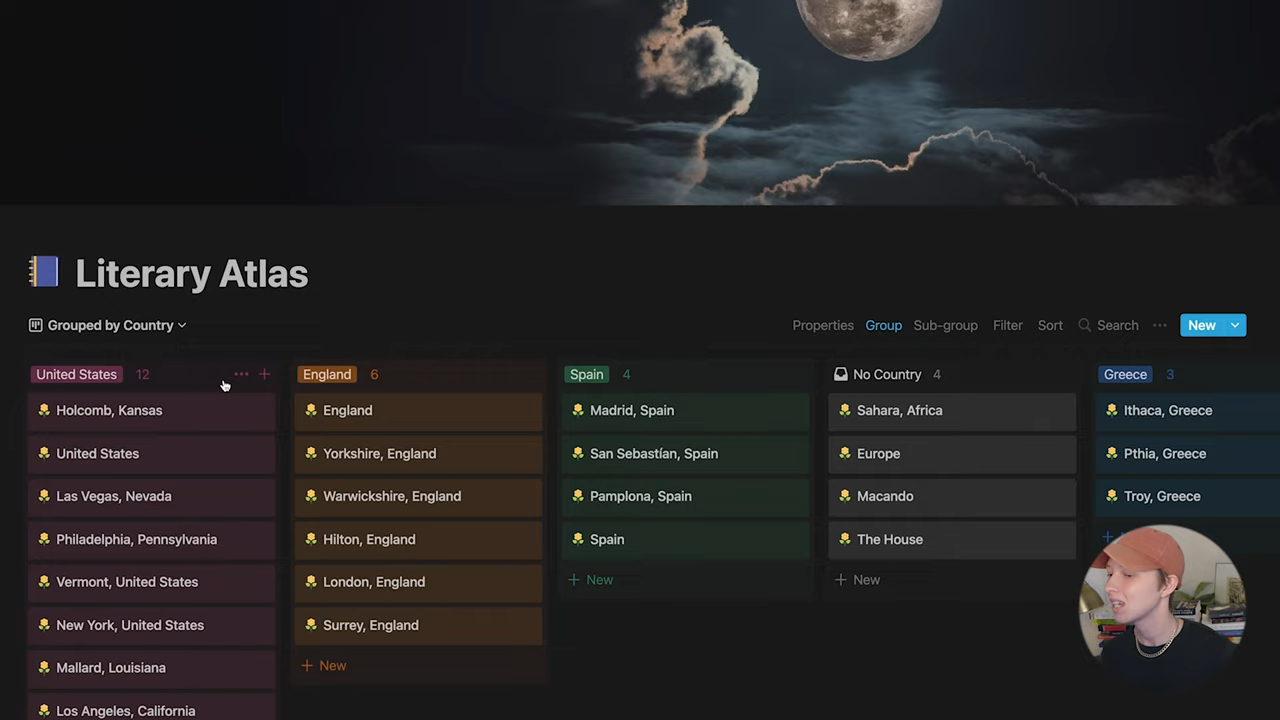 Literary Atlas
Grouped by Country
Properties Group Sub-group Filter Sort Search New
United States 12
Holcomb, Kansas
United States
Las Vegas, Nevada
Philadelphia, Pennsylvania
Vermont, United States
New York, United States
Mallard, Louisiana
Los Angeles, California
England 6
England
Yorkshire, England
Warwickshire, England
Hilton, England
London, England
Surrey, England
+ New
Spain 4
Madrid, Spain
San Sebastían, Spain
Pamplona, Spain
Spain
+ New
No Country 4
Sahara, Africa
Europe
Macando
The House
+ New
Greece 3
Ithaca, Greece
Pthia, Greece
Troy, Greece